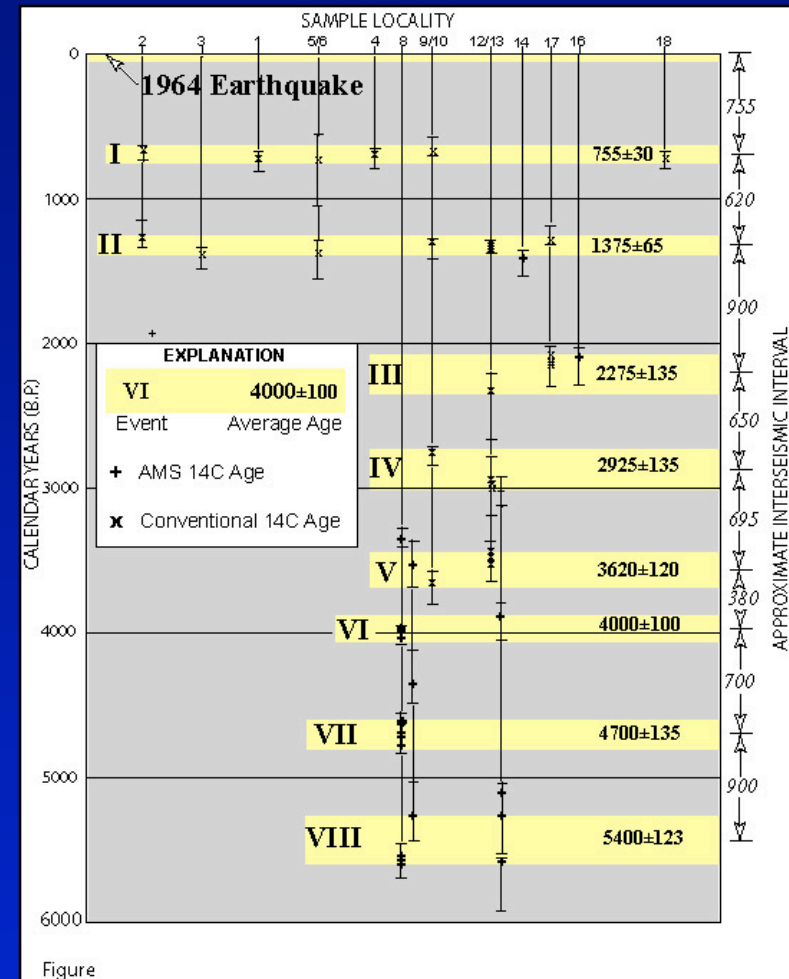 SAMPLE LOCALITY
2 3 1 5/6 4 8 9/10 12/13 14 17 16 18
0
1964 Earthquake
755
I 755±30
1000
620
II 1375±65
900
2000
EXPLANATION
VI 4000±100
Event Average Age
+ AMS 14C Age
x Conventional 14C Age
III 2275±135
650
IV 2925±135
3000
695
V 3620±120
380
VI 4000±100
4000
700
VII 4700±135
5000
900
VIII 5400±123
6000
CALENDAR YEARS (B.P.)
APPROXIMATE INTERSEISMIC INTERVAL
Figure